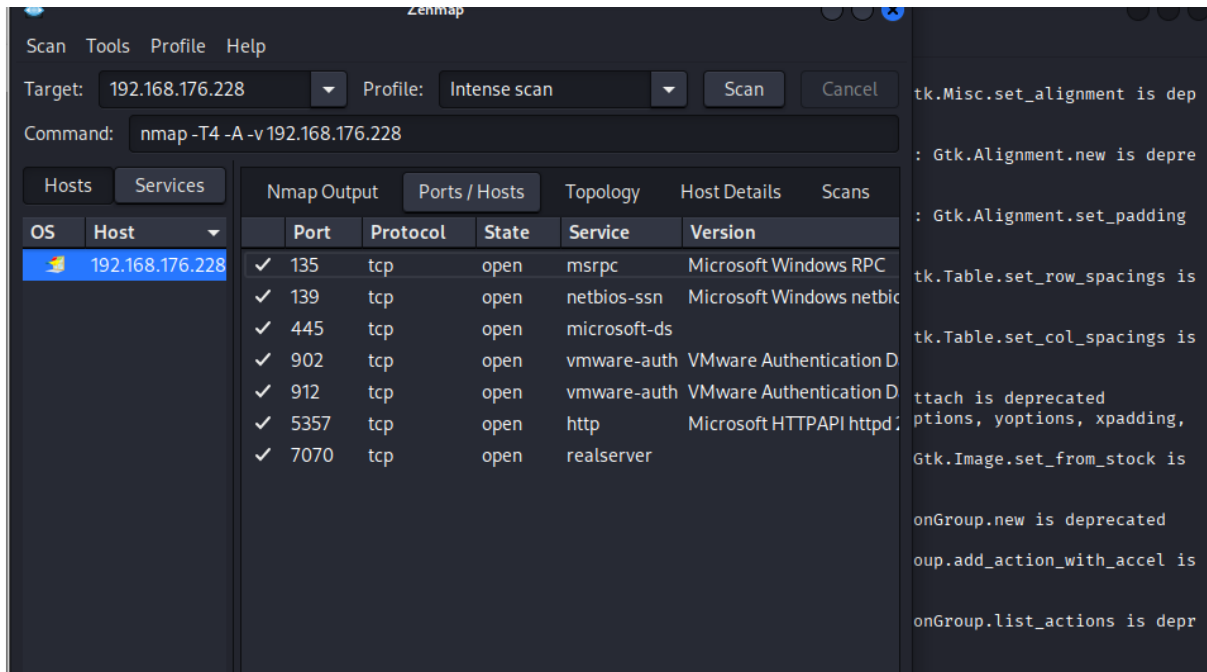 Zenmap
Scan Tools Profile Help
Target: 192.168.176.228 Profile: Intense scan Scan Cancel
Command: nmap -T4 -A -v 192.168.176.228
Hosts Services
Nmap Output Ports / Hosts Topology Host Details Scans
OS Host
192.168.176.228
Port Protocol State Service Version
135 tcp open msrpc Microsoft Windows RPC
139 tcp open netbios-ssn Microsoft Windows netbio
445 tcp open microsoft-ds
902 tcp open vmware-auth VMware Authentication D
912 tcp open vmware-auth VMware Authentication D
5357 tcp open http Microsoft HTTPAPI httpd 2
7070 tcp open realserver
tk.Misc.set_alignment is dep
: Gtk.Alignment.new is depre
: Gtk.Alignment.set_padding
tk.Table.set_row_spacings is
tk.Table.set_col_spacings is
ttach is deprecated
ptions, yoptions, xpadding,
Gtk.Image.set_from_stock is
onGroup.new is deprecated
oup.add_action_with_accel is
onGroup.list_actions is depr